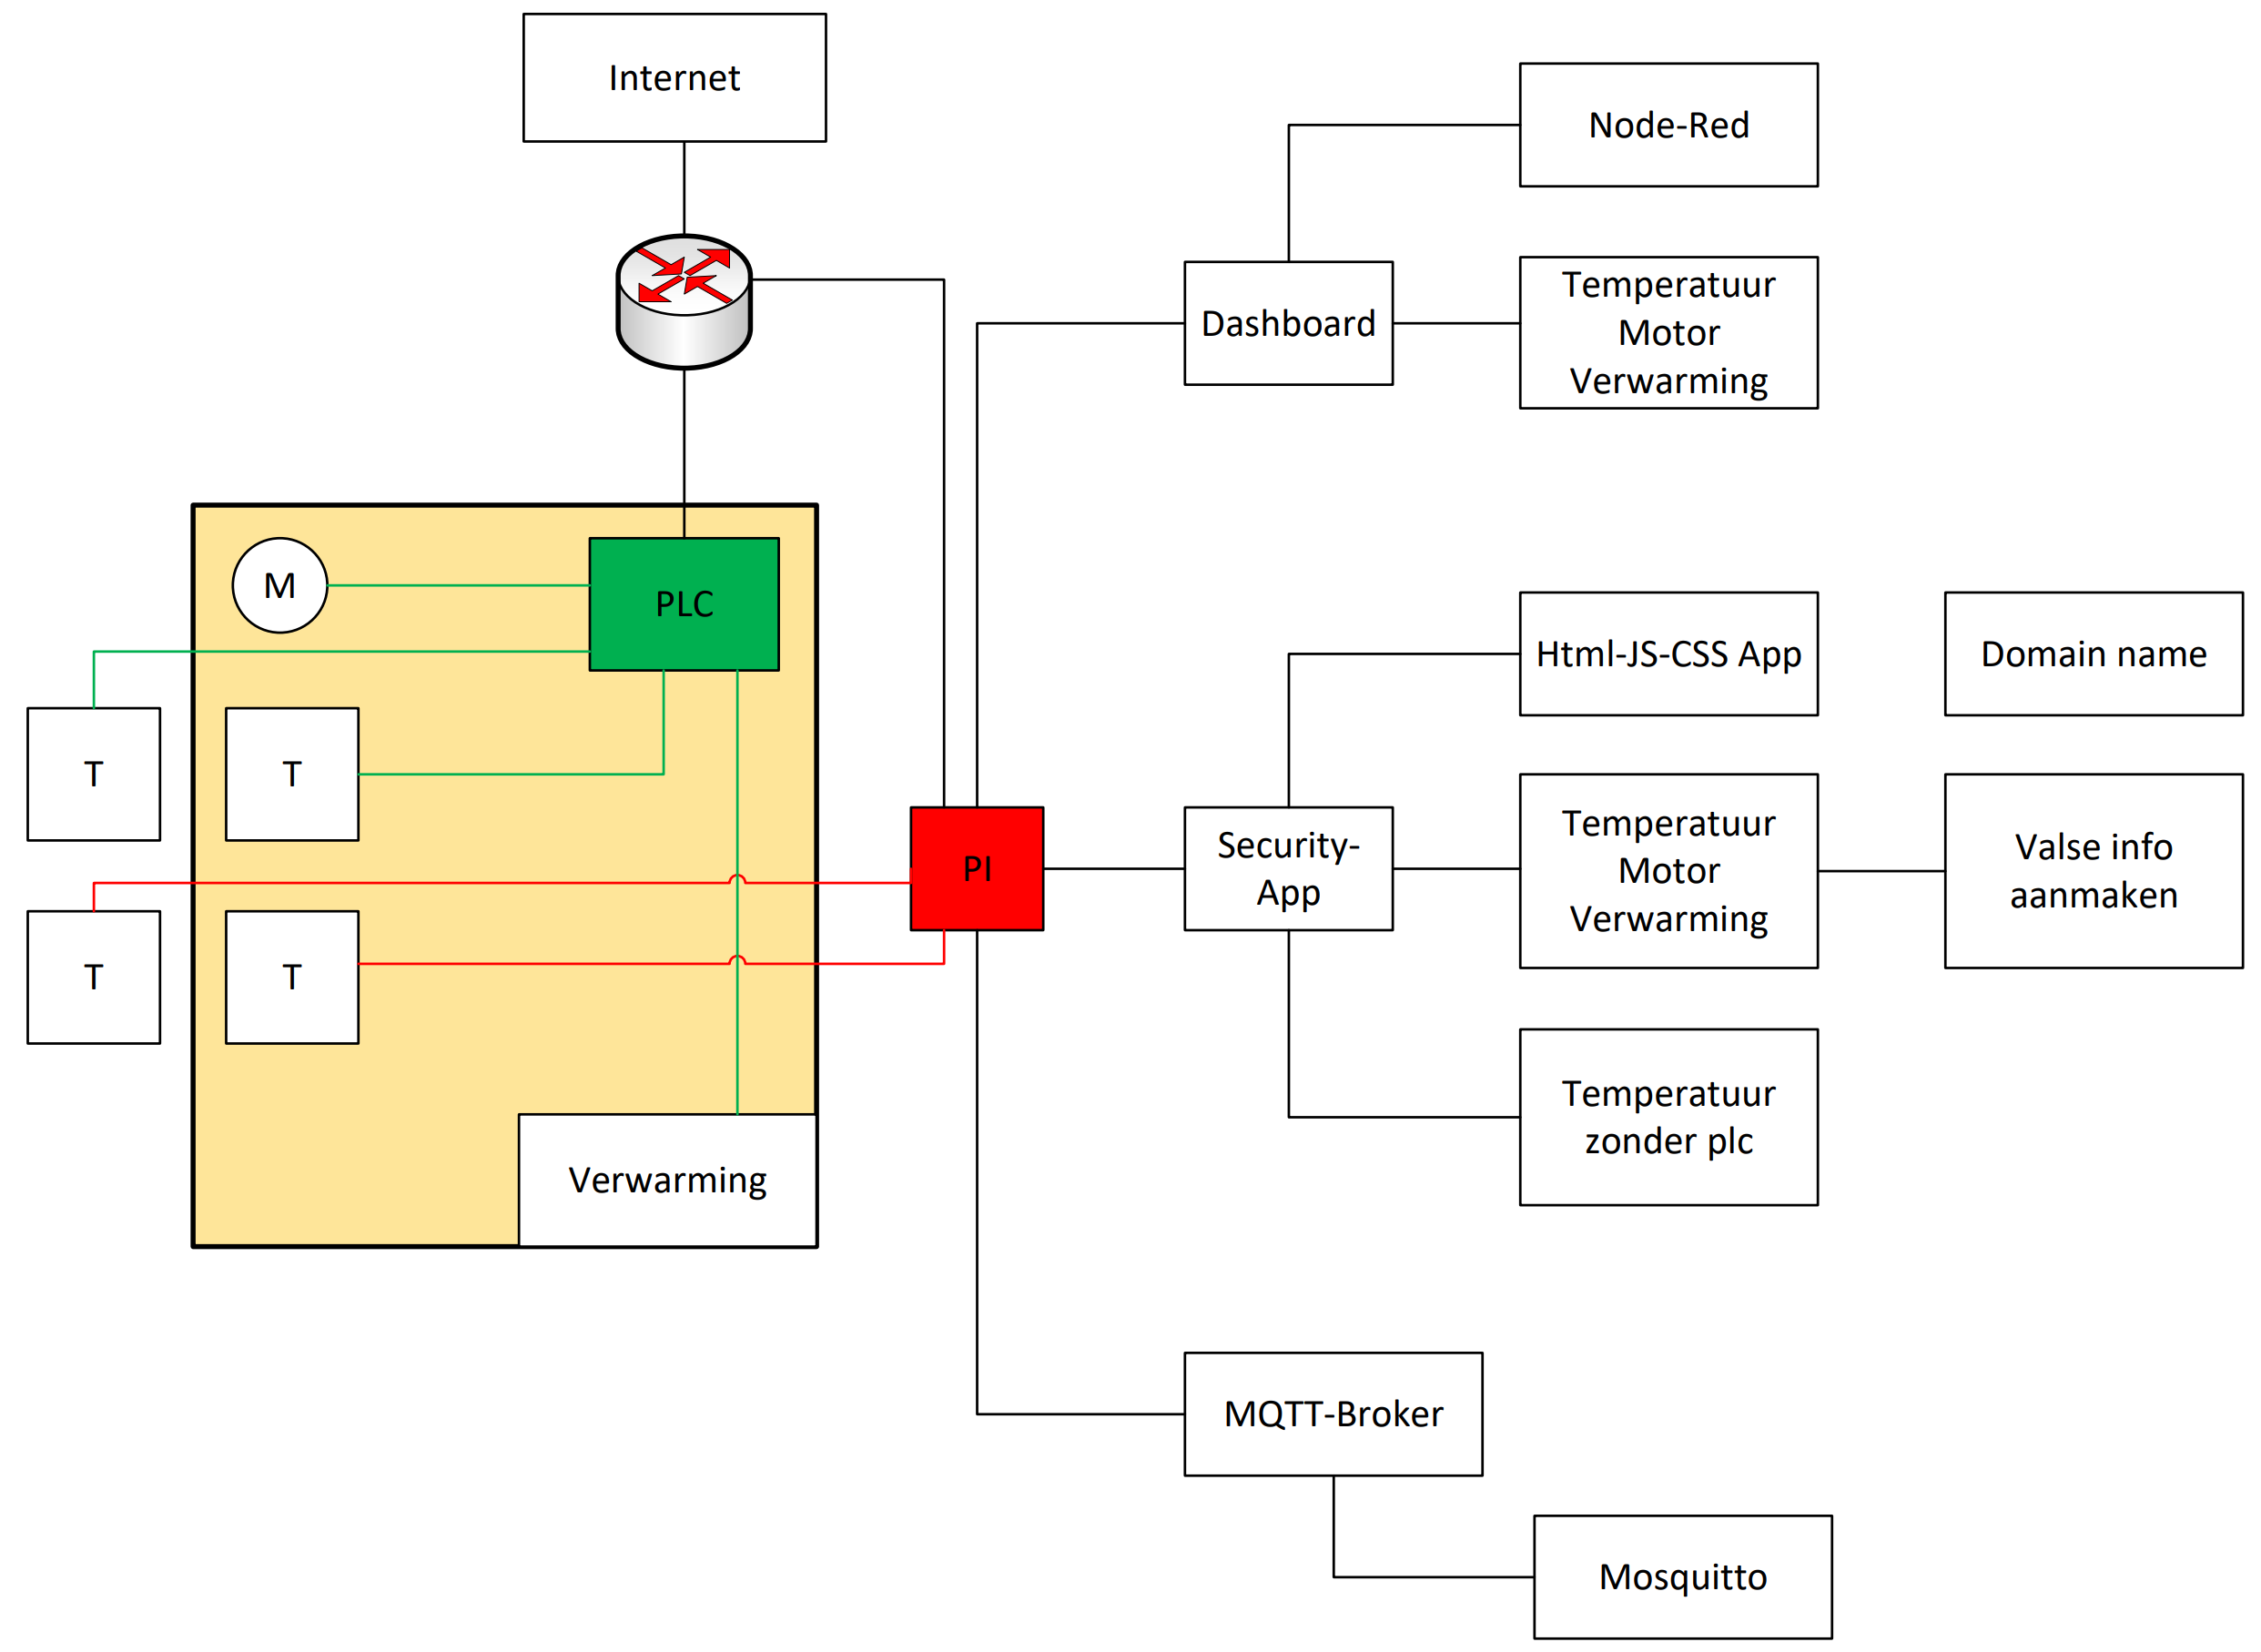 Internet
Node-Red
Dashboard
Temperatuur
Motor
Verwarming
M
PLC
Html-JS-CSS App
Domain name
T
T
Security-
App
PI
Temperatuur
Motor
Verwarming
Valse info
aanmaken
T
T
Temperatuur
zonder plc
Verwarming
MQTT-Broker
Mosquitto